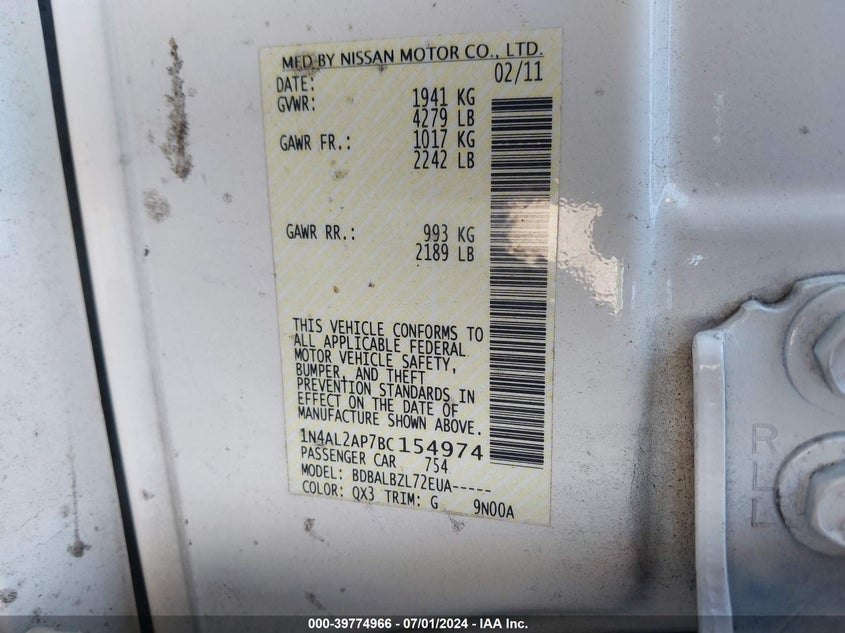 MFD BY NISSAN MOTOR CO., LTD.
DATE: 02/11
GVWR: 1941 KG
4279 LB
GAWR FR.: 1017 KG
2242 LB
GAWR RR.: 993 KG
2189 LB
THIS VEHICLE CONFORMS TO
ALL APPLICABLE FEDERAL
MOTOR VEHICLE SAFETY,
BUMPER, AND THEFT
PREVENTION STANDARDS IN
EFFECT ON THE DATE OF
MANUFACTURE SHOWN ABOVE.
1N4AL2AP7BC154974
PASSENGER CAR 754
MODEL: BDBALBZL72EUA-----
COLOR: QX3 TRIM: G 9N00A
RLL
000-39774966 - 07/01/2024 - IAA Inc.